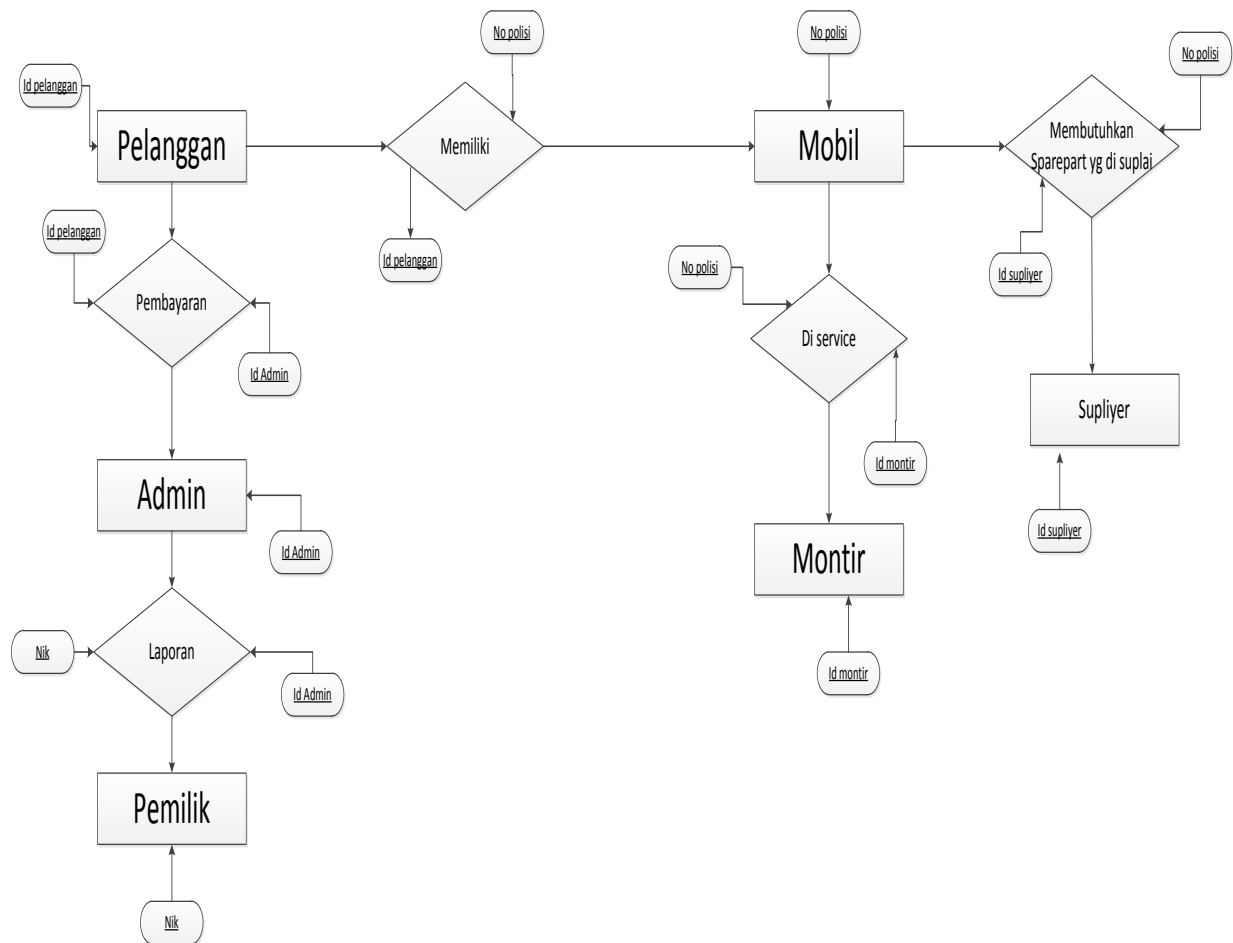 No polisi
No polisi
No polisi
Id pelanggan
Pelanggan
Memiliki
Mobil
Membutuhkan
Sparepart yg di suplai
Id pelanggan
Id pelanggan
No polisi
Id supliyer
Pembayaran
Di service
Id Admin
Supliyer
Id montir
Admin
Id Admin
Id supliyer
Montir
Nik
Laporan
Id Admin
Id montir
Pemilik
Nik